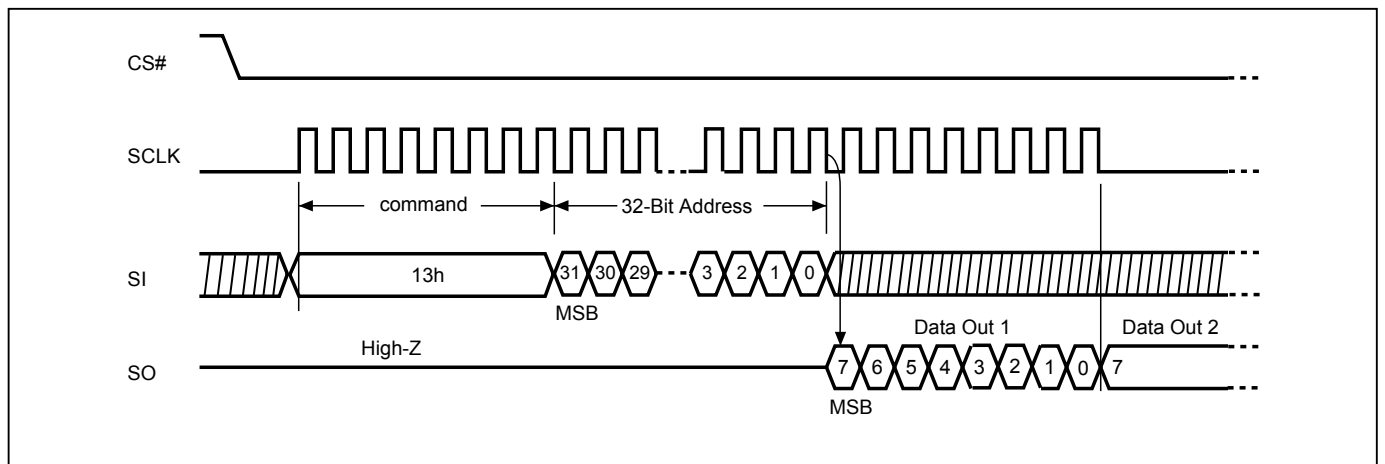 CS#
SCLK
command
32-Bit Address
SI
13h
31 30 29 3 2 1 0
MSB
Data Out 1 Data Out 2
High-Z
SO
7 6 5 4 3 2 1 0 7
MSB